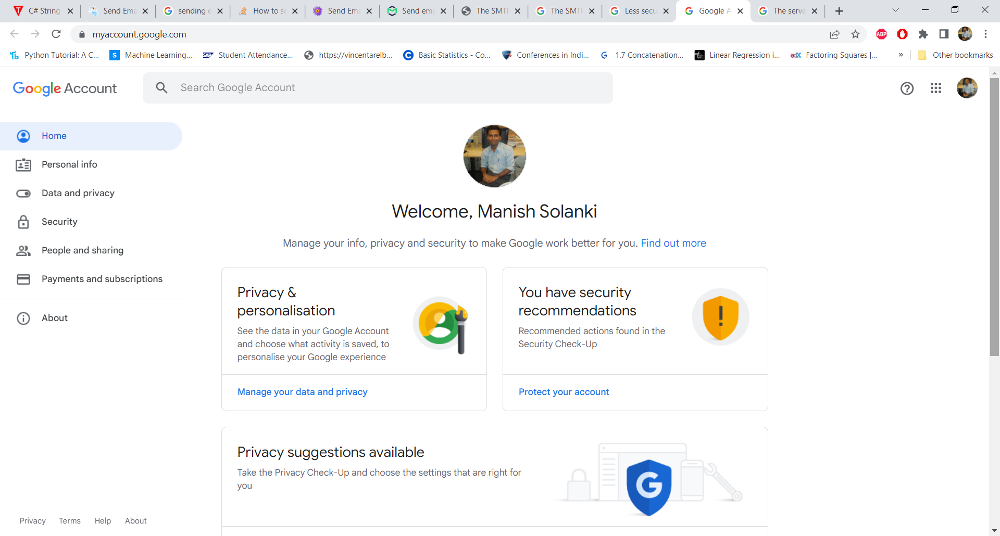 C# String
Send Ema
sending e
How to se
Send Ema
Send ema
The SMTP
The SMTP
Less secu
Google A
The serve
myaccount.google.com
ABP
Python Tutorial: A C...
Machine Learning...
Student Attendance...
https://vincentarelb...
Basic Statistics - Co...
Conferences in Indi...
1.7 Concatenation...
Linear Regression i...
Factoring Squares |...
»
Other bookmarks
Google Account
Search Google Account
Home
Personal info
Data and privacy
Security
People and sharing
Payments and subscriptions
About
Welcome, Manish Solanki
Manage your info, privacy and security to make Google work better for you. Find out more
Privacy &
personalisation
See the data in your Google Account
and choose what activity is saved, to
personalise your Google experience
Manage your data and privacy
You have security
recommendations
Recommended actions found in the
Security Check-Up
Protect your account
Privacy suggestions available
Take the Privacy Check-Up and choose the settings that are right for
you
Privacy Terms Help About